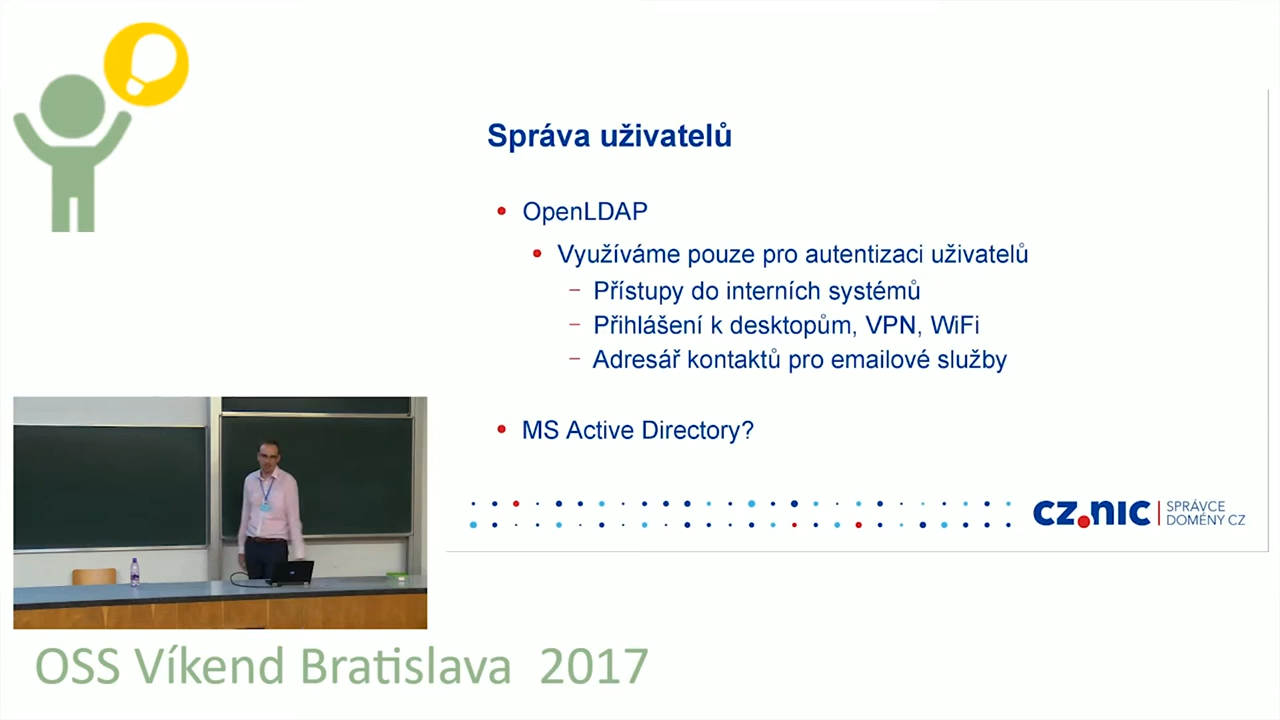 Správa uživatelů
OpenLDAP
Využíváme pouze pro autentizaci uživatelů
Přístupy do interních systémů
Přihlášení k desktopům, VPN, WiFi
Adresář kontaktů pro emailové služby
MS Active Directory?
CZ.NIC
SPRÁVCE
DOMÉNY CZ
OSS Víkend Bratislava 2017